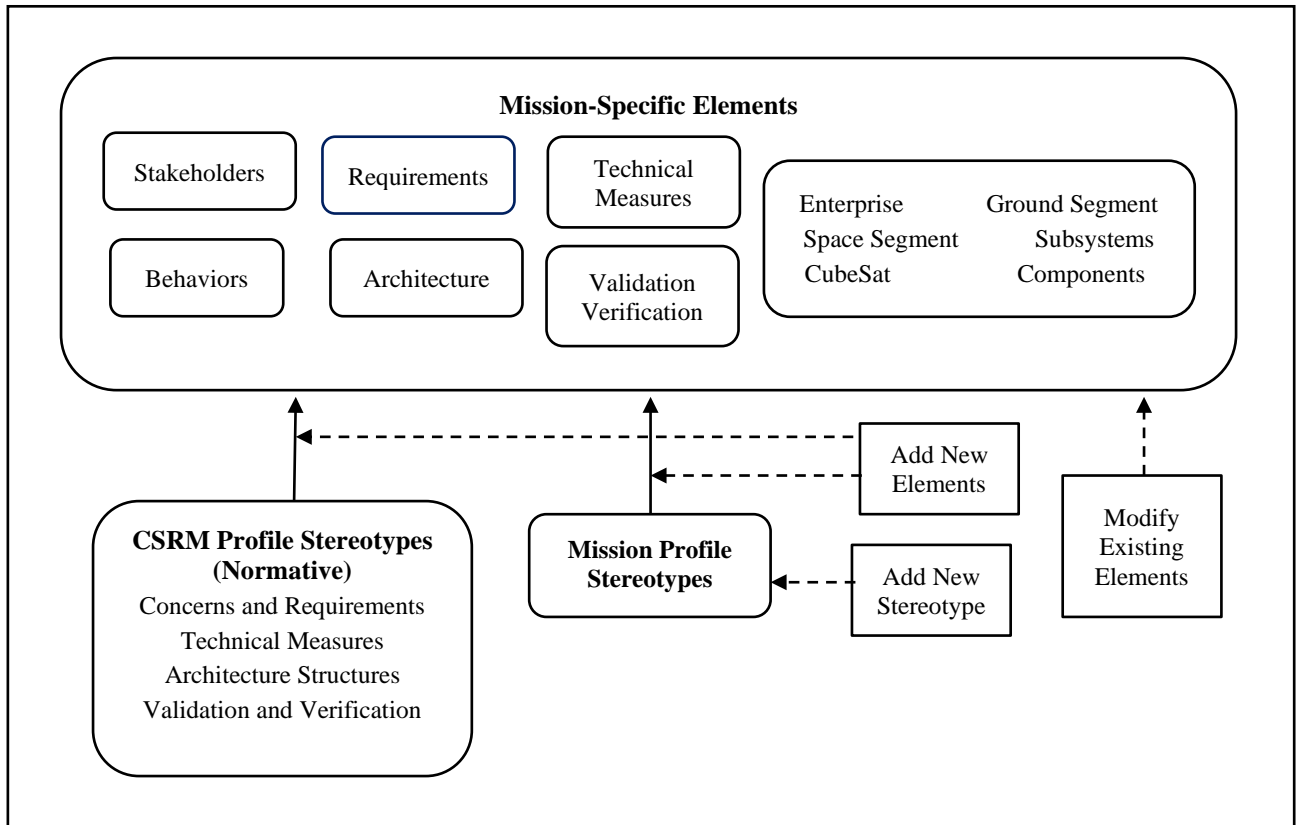 Mission-Specific Elements
Stakeholders
Requirements
Technical
Measures
Behaviors
Architecture
Validation
Verification
Enterprise Ground Segment
Space Segment Subsystems
CubeSat Components
Add New
Elements
Modify
Existing
Elements
CSRM Profile Stereotypes
(Normative)
Concerns and Requirements
Technical Measures
Architecture Structures
Validation and Verification
Mission Profile
Stereotypes
Add New
Stereotype